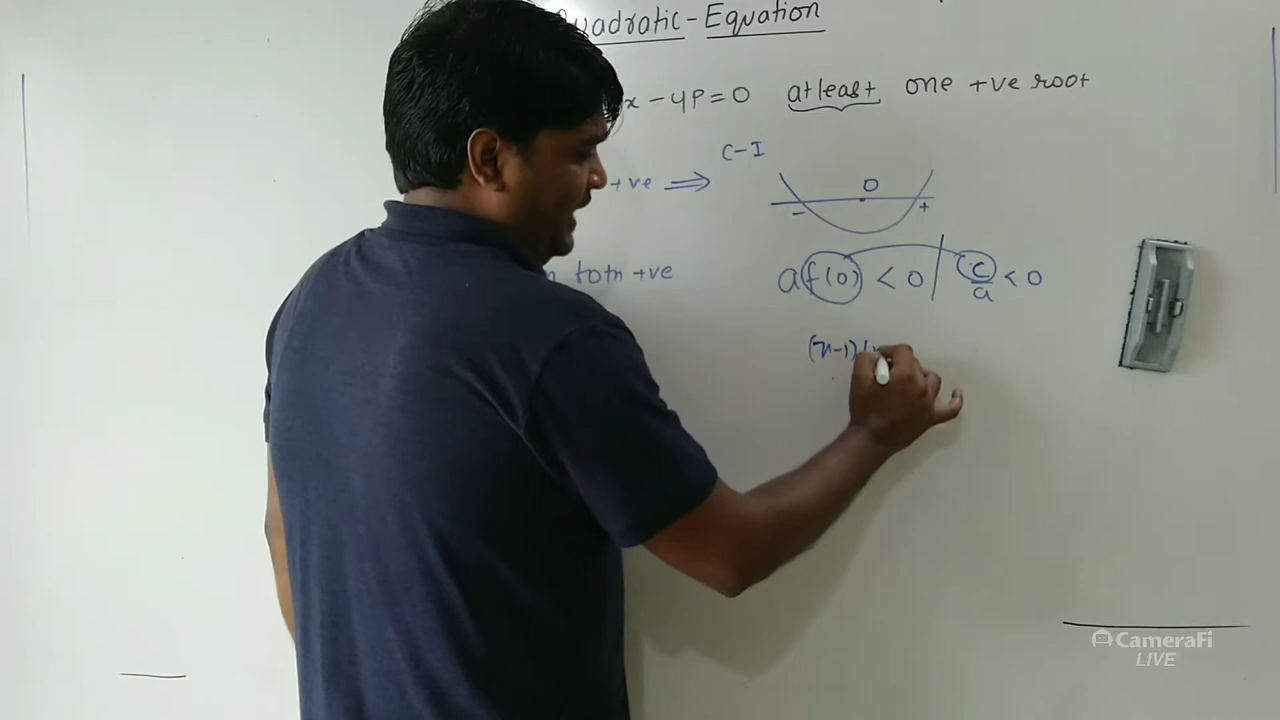 Quadratic - Equation
x - 4P = 0 atleast one +ve root
C-I
+ve ⟹
0
- +
totn +ve
a f(0) < 0 | c/a < 0
(x-1)(
CameraFi
LIVE